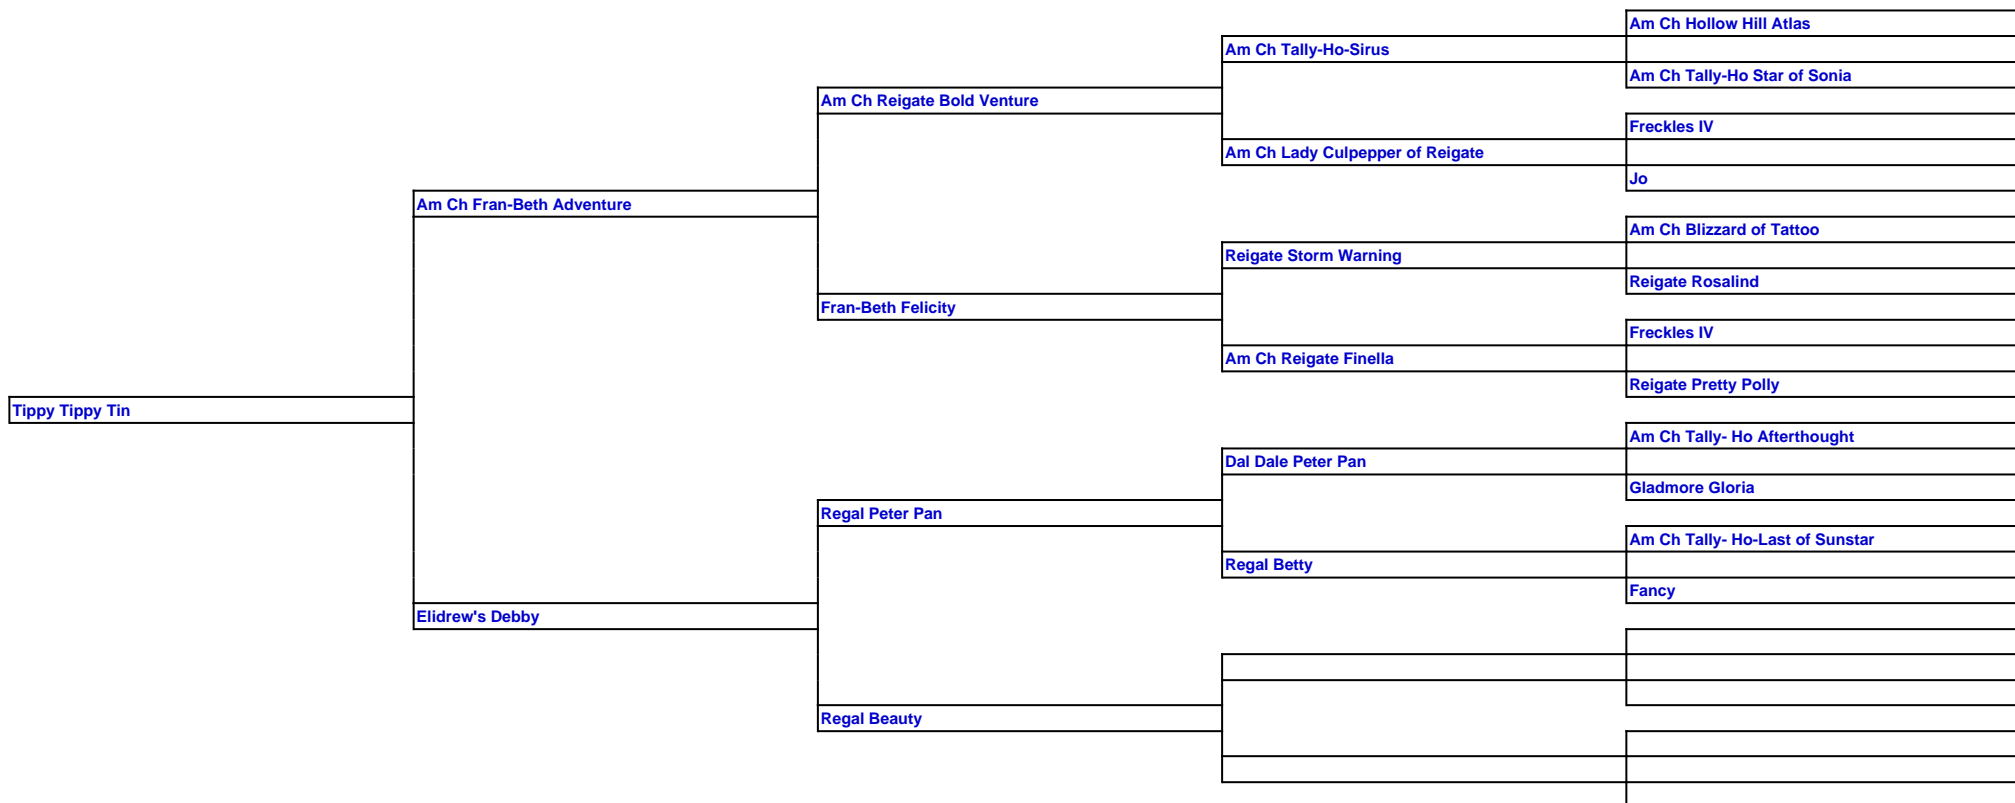 Am Ch Hollow Hill Atlas
Am Ch Tally-Ho-Sirus
Am Ch Tally-Ho Star of Sonia
Am Ch Reigate Bold Venture
Freckles IV
Am Ch Lady Culpepper of Reigate
Jo
Am Ch Fran-Beth Adventure
Am Ch Blizzard of Tattoo
Reigate Storm Warning
Reigate Rosalind
Fran-Beth Felicity
Freckles IV
Am Ch Reigate Finella
Reigate Pretty Polly
Tippy Tippy Tin
Am Ch Tally- Ho Afterthought
Dal Dale Peter Pan
Gladmore Gloria
Regal Peter Pan
Am Ch Tally- Ho-Last of Sunstar
Regal Betty
Fancy
Elidrew's Debby
Regal Beauty